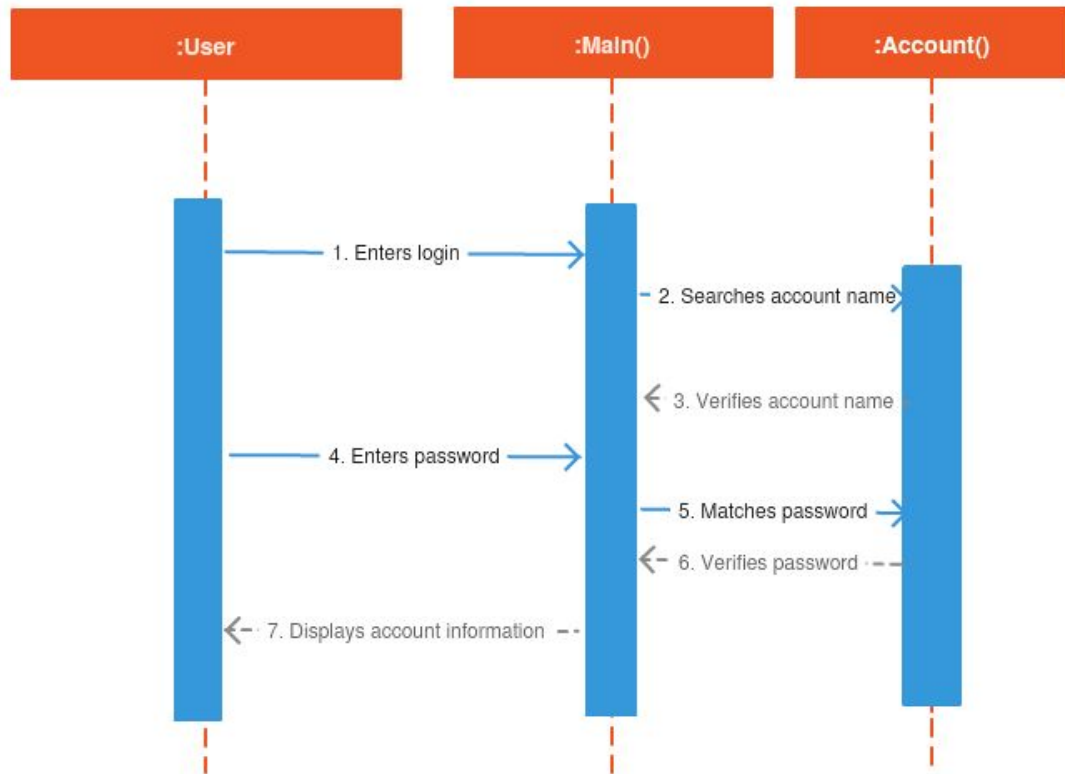 :User
:Main()
:Account()
1. Enters login
2. Searches account name
3. Verifies account name
4. Enters password
5. Matches password
6. Verifies password
7. Displays account information